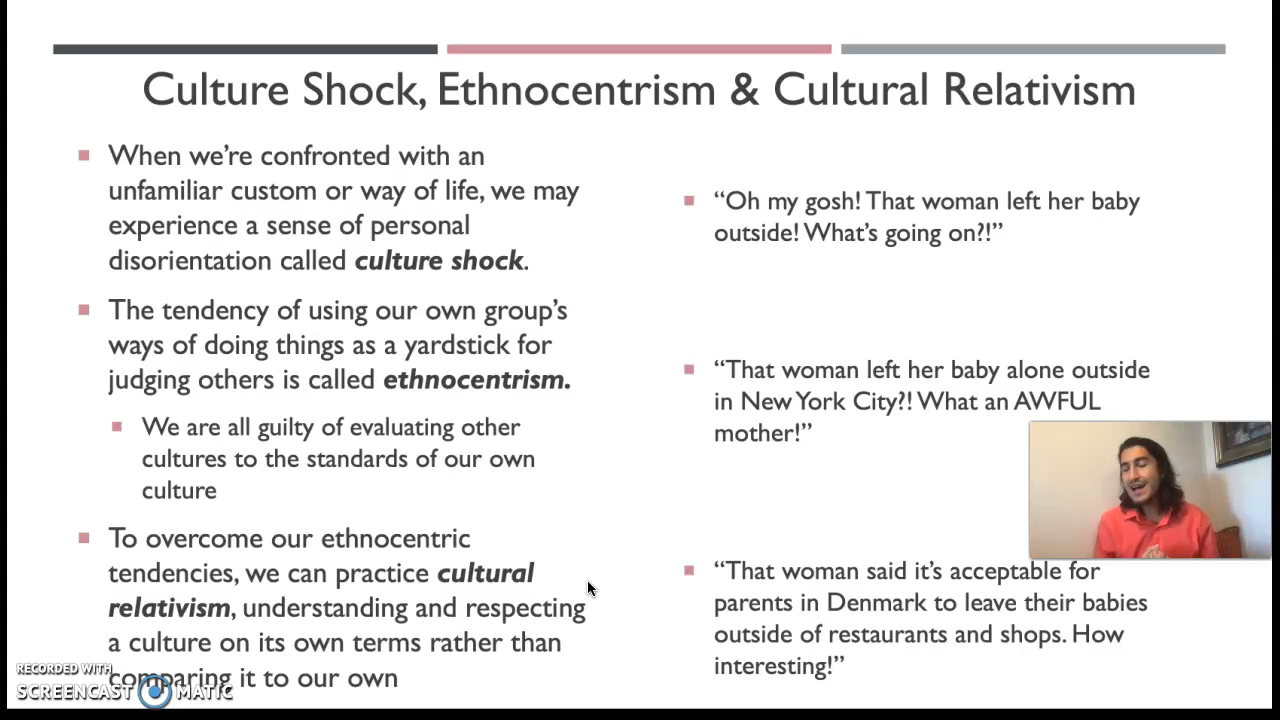 Culture Shock, Ethnocentrism & Cultural Relativism
When we're confronted with an
unfamiliar custom or way of life, we may
experience a sense of personal
disorientation called culture shock.
The tendency of using our own group's
ways of doing things as a yardstick for
judging others is called ethnocentrism.
We are all guilty of evaluating other
cultures to the standards of our own
culture
To overcome our ethnocentric
tendencies, we can practice cultural
relativism, understanding and respecting
a culture on its own terms rather than
comparing it to our own
“Oh my gosh! That woman left her baby
outside! What's going on?!”
“That woman left her baby alone outside
in New York City?! What an AWFUL
mother!”
“That woman said it's acceptable for
parents in Denmark to leave their babies
outside of restaurants and shops. How
interesting!”
RECORDED WITH
SCREENCAST MATIC